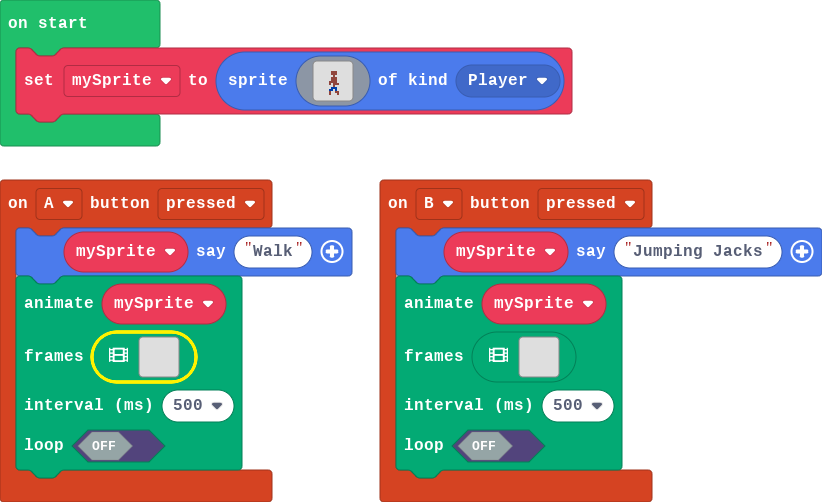 on start
set mySprite to sprite of kind Player
on A button pressed
mySprite say "Walk"
animate mySprite
frames
interval (ms) 500
loop OFF
on B button pressed
mySprite say "Jumping Jacks"
animate mySprite
frames
interval (ms) 500
loop OFF